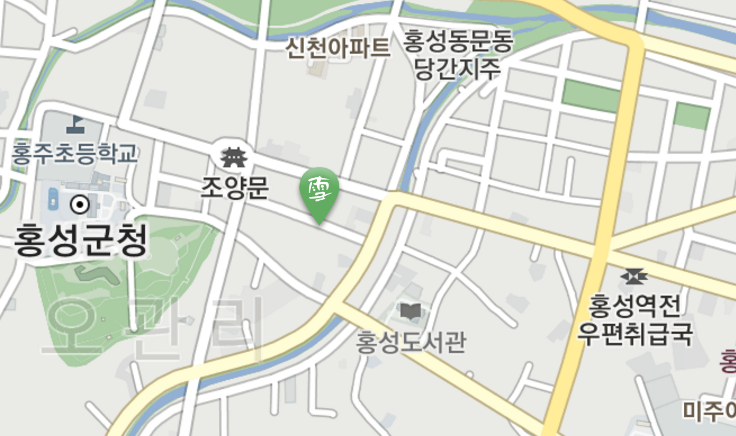 신천아파트
홍성동문동
당간지주
홍주초등학교
조양문
雪
홍성군청
오관리
홍성역전
우편취급국
홍성도서관
홍
미주아